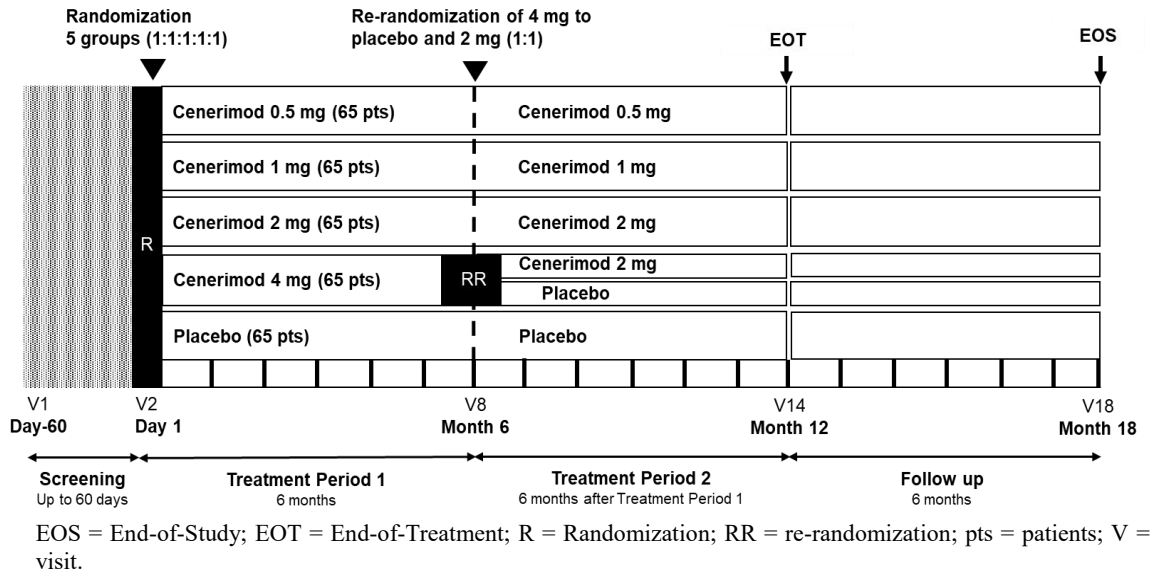 Randomization
5 groups (1:1:1:1:1)
Re-randomization of 4 mg to
placebo and 2 mg (1:1)
EOT
EOS
Cenerimod 0.5 mg (65 pts)
Cenerimod 0.5 mg
Cenerimod 1 mg (65 pts)
Cenerimod 1 mg
Cenerimod 2 mg (65 pts)
Cenerimod 2 mg
R
Cenerimod 4 mg (65 pts)
RR
Cenerimod 2 mg
Placebo
Placebo (65 pts)
Placebo
V1
Day-60
V2
Day 1
V8
Month 6
V14
Month 12
V18
Month 18
Screening
Up to 60 days
Treatment Period 1
6 months
Treatment Period 2
6 months after Treatment Period 1
Follow up
6 months
EOS = End-of-Study; EOT = End-of-Treatment; R = Randomization; RR = re-randomization; pts = patients; V =
visit.